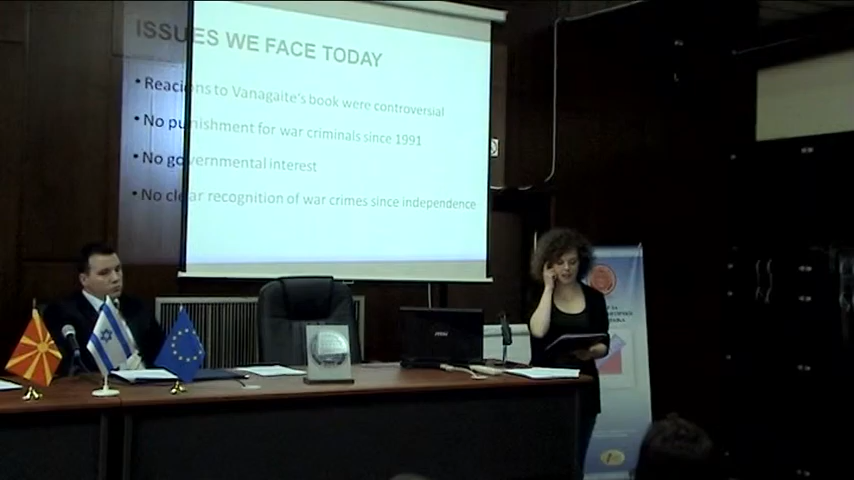 ISSUES WE FACE TODAY
• Reacions to Vanagaite's book were controversial
• No punishment for war criminals since 1991
• No governmental interest
• No clear recognition of war crimes since independence
msi